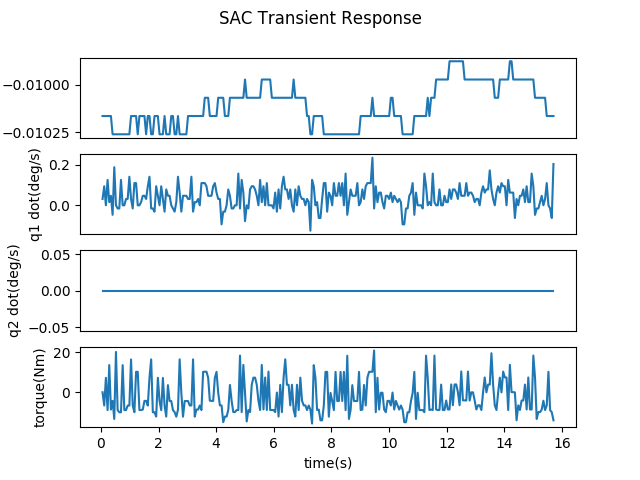 SAC Transient Response
−0.01000
−0.01025
q1 dot(deg/s)
0.2
0.0
q2 dot(deg/s)
0.05
0.00
−0.05
torque(Nm)
20
0
0 2 4 6 8 10 12 14 16
time(s)